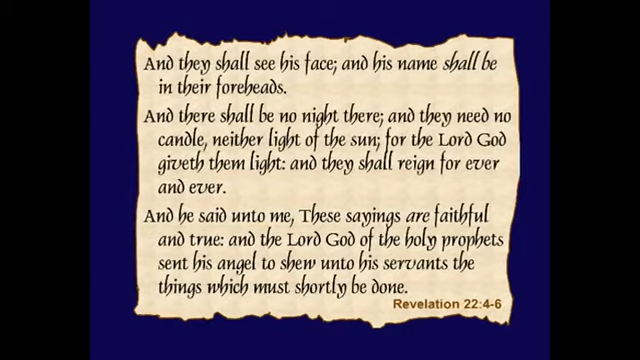 And they shall see his face; and his name shall be
in their foreheads.
And there shall be no night there; and they need no
candle, neither light of the sun; for the Lord God
giveth them light: and they shall reign for ever
and ever.
And he said unto me, These sayings are faithful
and true: and the Lord God of the holy prophets
sent his angel to shew unto his servants the
things which must shortly be done.
Revelation 22:4-6